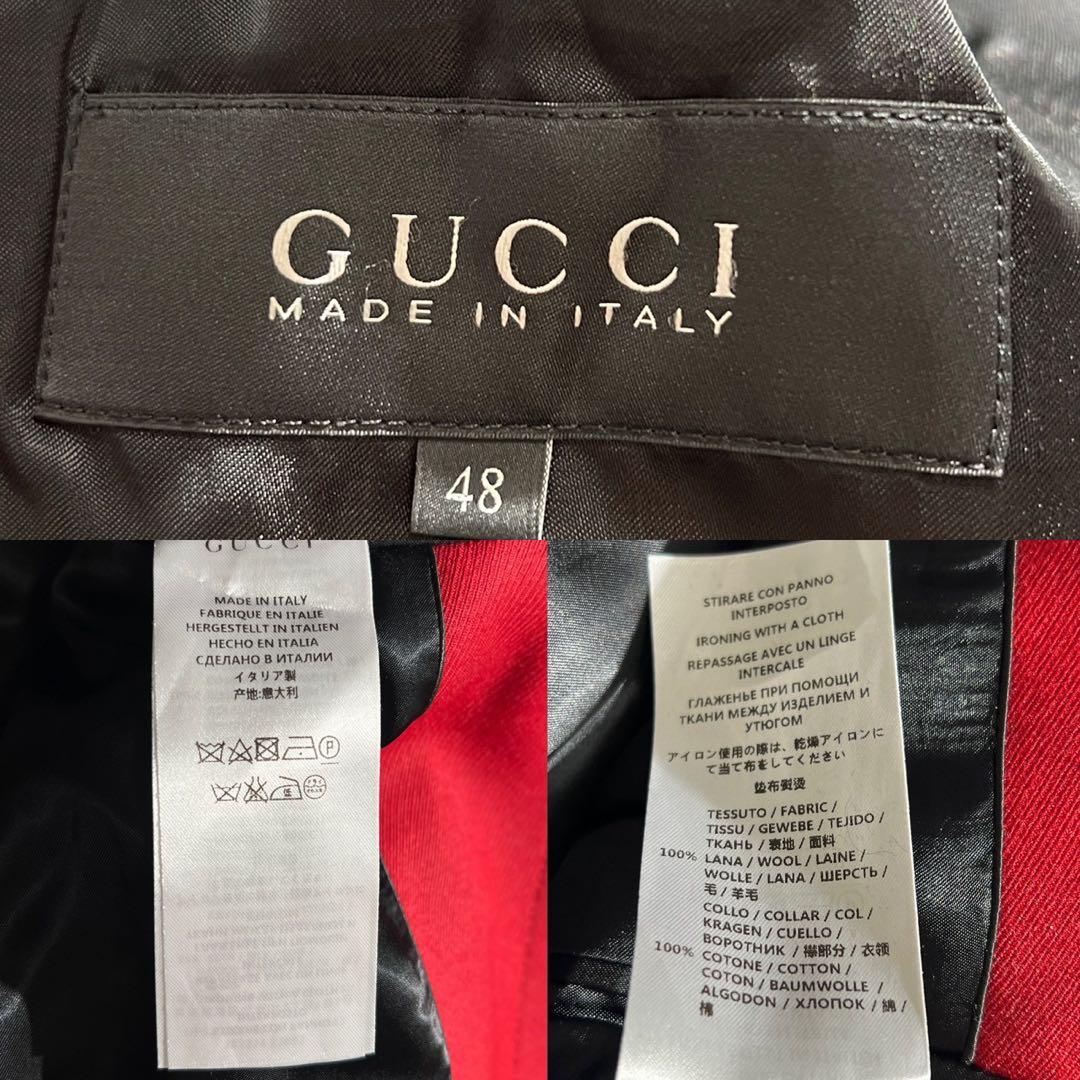 GUCCI
MADE IN ITALY
48
GUCCI
MADE IN ITALY
FABRIQUE EN ITALIE
HERGESTELLT IN ITALIEN
HECHO EN ITALIA
СДЕЛАНО В ИТАЛИИ
イタリア製
产地:意大利
P
低
ドライ
STIRARE CON PANNO
INTERPOSTO
IRONING WITH A CLOTH
REPASSAGE AVEC UN LINGE
INTERCALE
ГЛАЖЕНЬЕ ПРИ ПОМОЩИ
ТКАНИ МЕЖДУ ИЗДЕЛИЕМ И
УТЮГОМ
アイロン使用の際は、乾燥アイロンに
て当て布をしてください
垫布熨烫
TESSUTO / FABRIC /
TISSU / GEWEBE / TEJIDO /
ТКАНЬ / 表地 / 面料
100% LANA / WOOL / LAINE /
WOLLE / LANA / ШЕРСТЬ /
毛 / 羊毛
COLLO / COLLAR / COL /
KRAGEN / CUELLO /
ВОРОТНИК / 襟部分 / 衣领
100% COTONE / COTTON /
COTON / BAUMWOLLE /
ALGODON / ХЛОПОК / 綿 /
棉